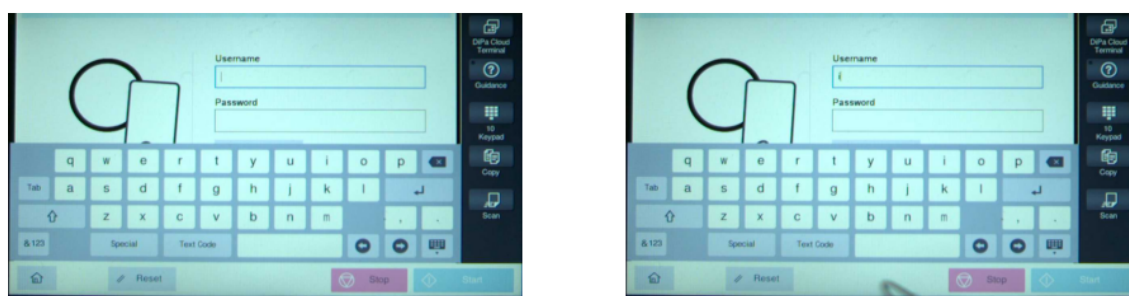 Username
Password
q w e r t y u i o p
Tab a s d f g h j k l
z x c v b n m , .
&123 Special Text Code
Reset Stop Start
DiPa Cloud
Terminal
Guidance
10
Keypad
Copy
Scan
Username
i
Password
q w e r t y u i o p
Tab a s d f g h j k l
z x c v b n m , .
&123 Special Text Code
Reset Stop Start
DiPa Cloud
Terminal
Guidance
10
Keypad
Copy
Scan